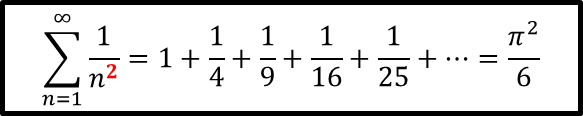 ∑_{n=1}^{∞} 1/n² = 1 + 1/4 + 1/9 + 1/16 + 1/25 + ⋯ = π²/6